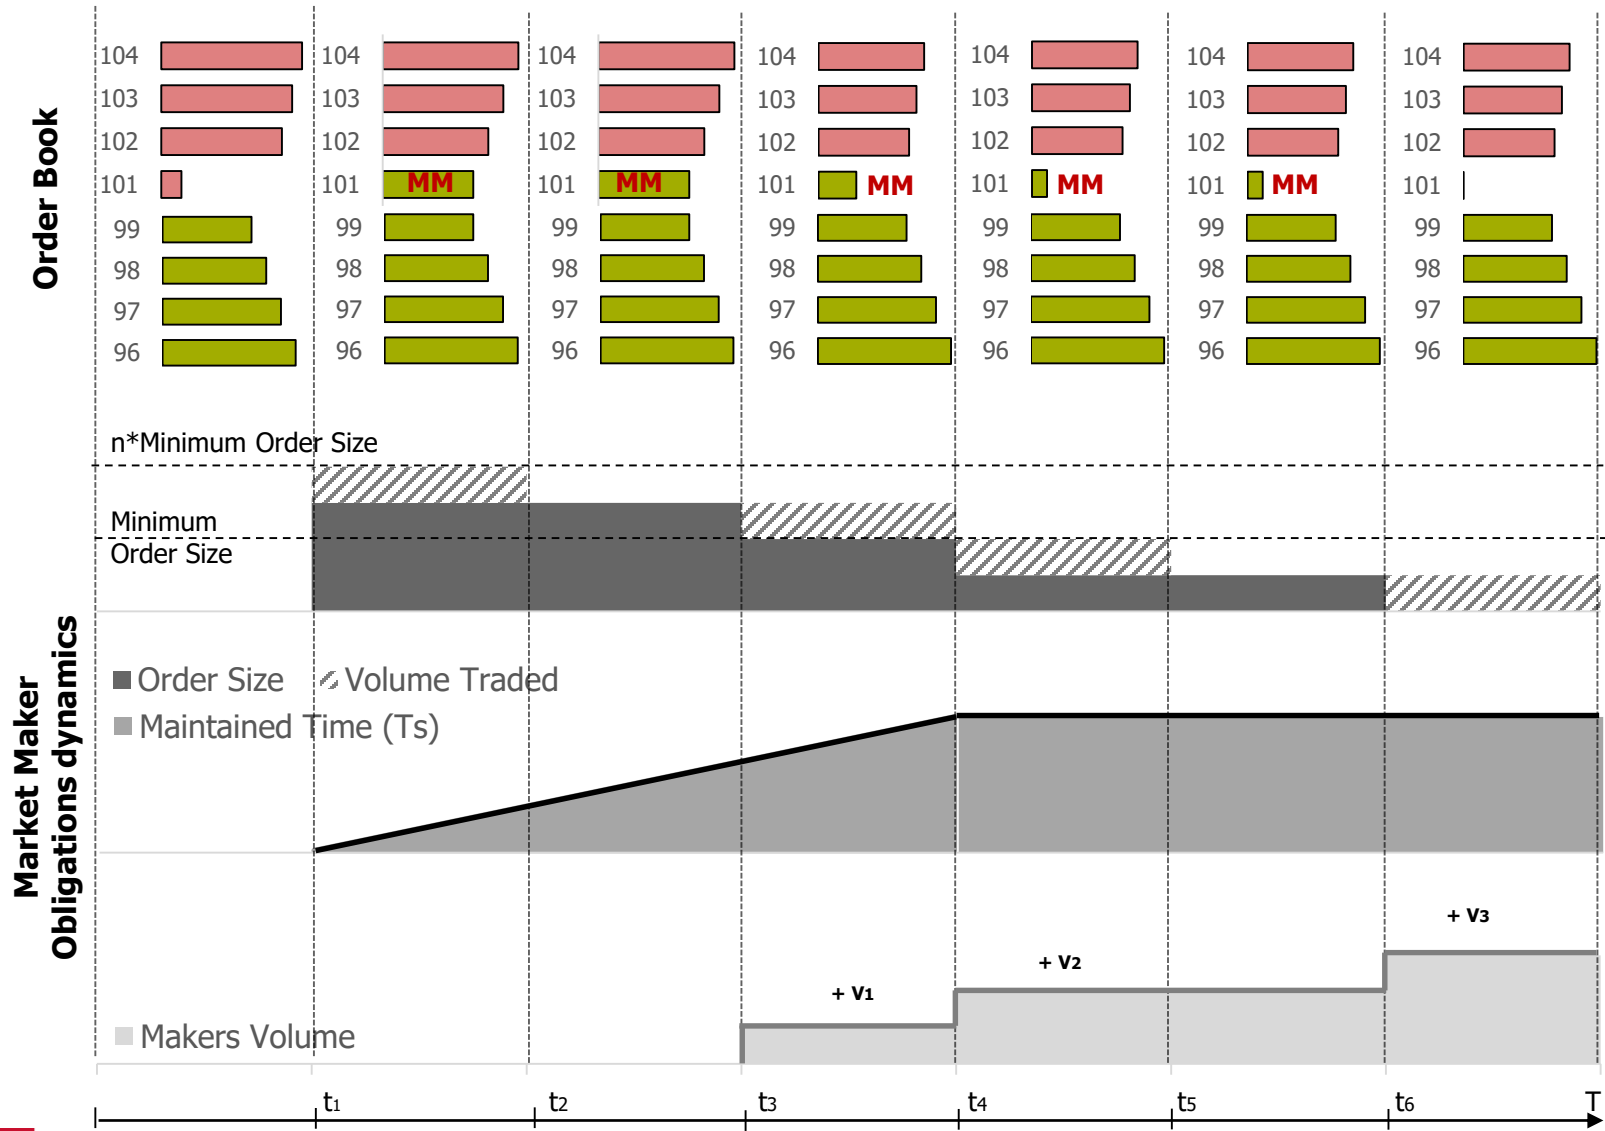 Order Book
104 104 104 104 104 104 104
103 103 103 103 103 103 103
102 102 102 102 102 102 102
101 101 MM 101 MM 101 MM 101 MM 101 MM 101
99 99 99 99 99 99 99
98 98 98 98 98 98 98
97 97 97 97 97 97 97
96 96 96 96 96 96 96
n*Minimum Order Size
Minimum
Order Size
Market Maker
Obligations dynamics
Order Size Volume Traded
Maintained Time (Ts)
+ V3
+ V2
+ V1
Makers Volume
t1 t2 t3 t4 t5 t6 T